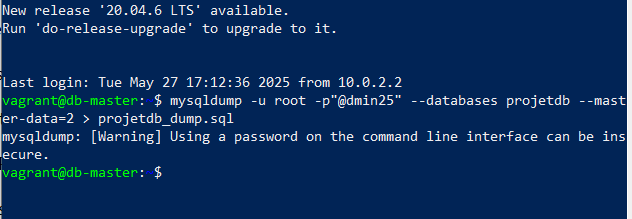 New release '20.04.6 LTS' available.
Run 'do-release-upgrade' to upgrade to it.
Last login: Tue May 27 17:12:36 2025 from 10.0.2.2
vagrant@db-master: $ mysqldump -u root -p"@dmin25" --databases projetdb --mast
er-data=2 > projetdb_dump.sql
mysqldump: [Warning] Using a password on the command line interface can be ins
ecure.
vagrant@db-master: $